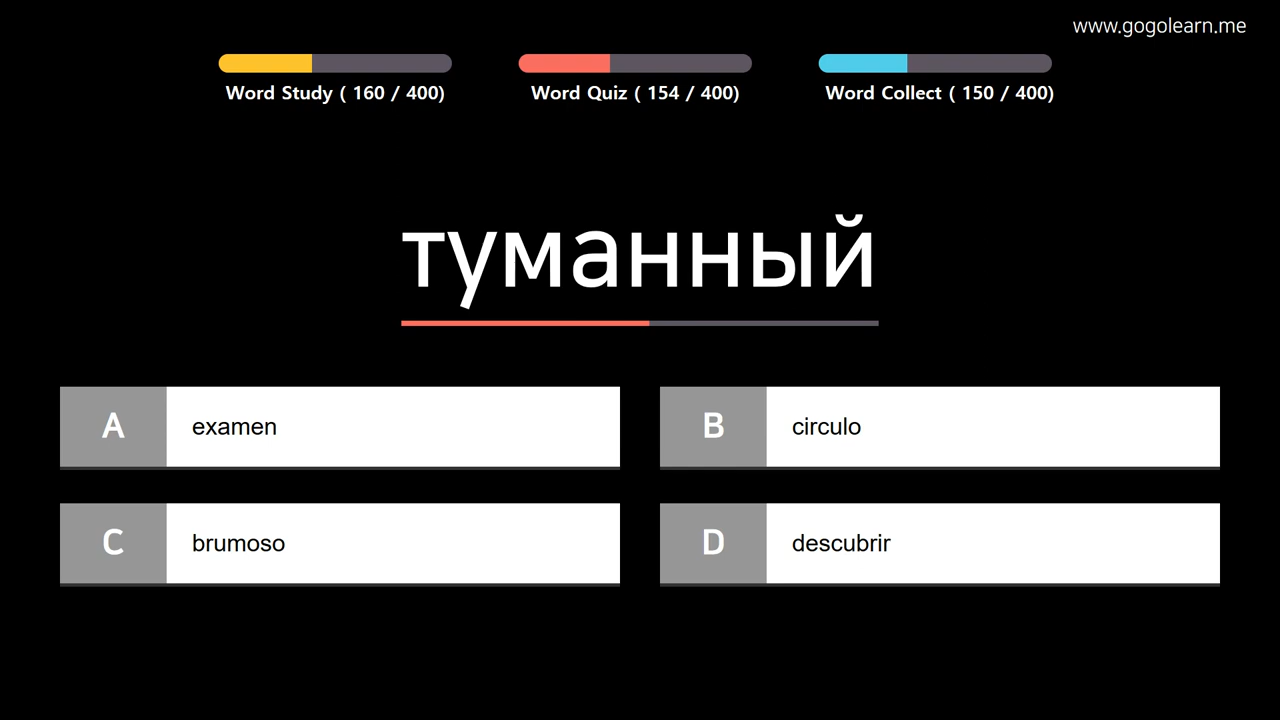 www.gogolearn.me
Word Study ( 160 / 400)
Word Quiz ( 154 / 400)
Word Collect ( 150 / 400)
туманный
A examen
B circulo
C brumoso
D descubrir